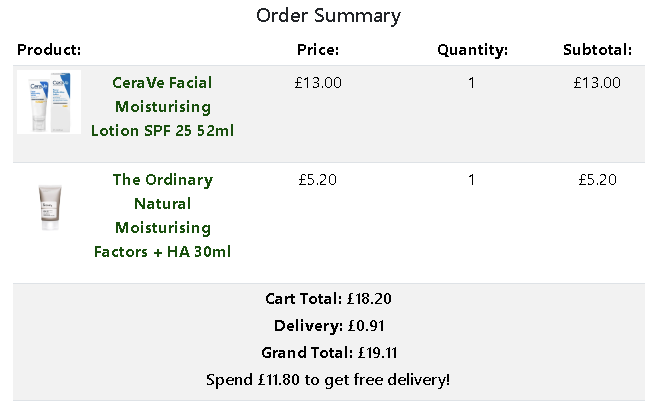 Order Summary
Product: Price: Quantity: Subtotal:
CeraVe Facial £13.00 1 £13.00
Moisturising
Lotion SPF 25 52ml
The Ordinary £5.20 1 £5.20
Natural
Moisturising
Factors + HA 30ml
Cart Total: £18.20
Delivery: £0.91
Grand Total: £19.11
Spend £11.80 to get free delivery!